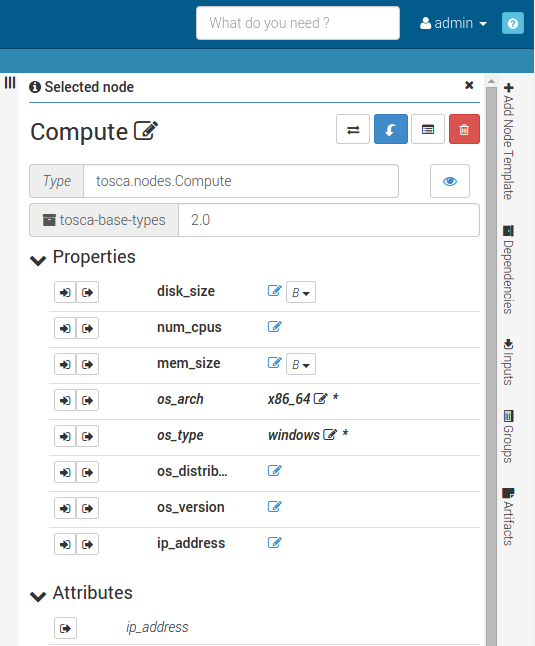 What do you need ?
admin
?
Selected node
Compute
Type tosca.nodes.Compute
tosca-base-types 2.0
Properties
disk_size B
num_cpus
mem_size B
os_arch x86_64 *
os_type windows *
os_distrib...
os_version
ip_address
Attributes
ip_address
Add Node Template
Dependencies
Inputs
Groups
Artifacts